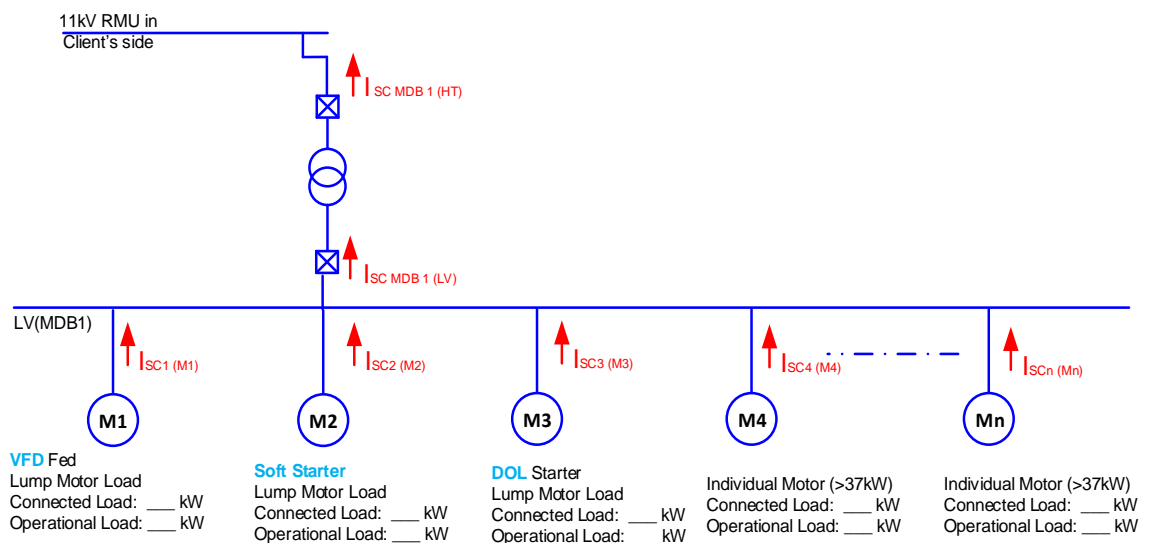 11kV RMU in
Client's side
I SC MDB 1 (HT)
I SC MDB 1 (LV)
LV(MDB1)
I SC1 (M1)
I SC2 (M2)
I SC3 (M3)
I SC4 (M4)
I SCn (Mn)
M1
M2
M3
M4
Mn
VFD Fed
Lump Motor Load
Connected Load: ___ kW
Operational Load: ___ kW
Soft Starter
Lump Motor Load
Connected Load: ___ kW
Operational Load: ___ kW
DOL Starter
Lump Motor Load
Connected Load: ___ kW
Operational Load: ___ kW
Individual Motor (>37kW)
Connected Load: ___ kW
Operational Load: ___ kW
Individual Motor (>37kW)
Connected Load: ___ kW
Operational Load: ___ kW